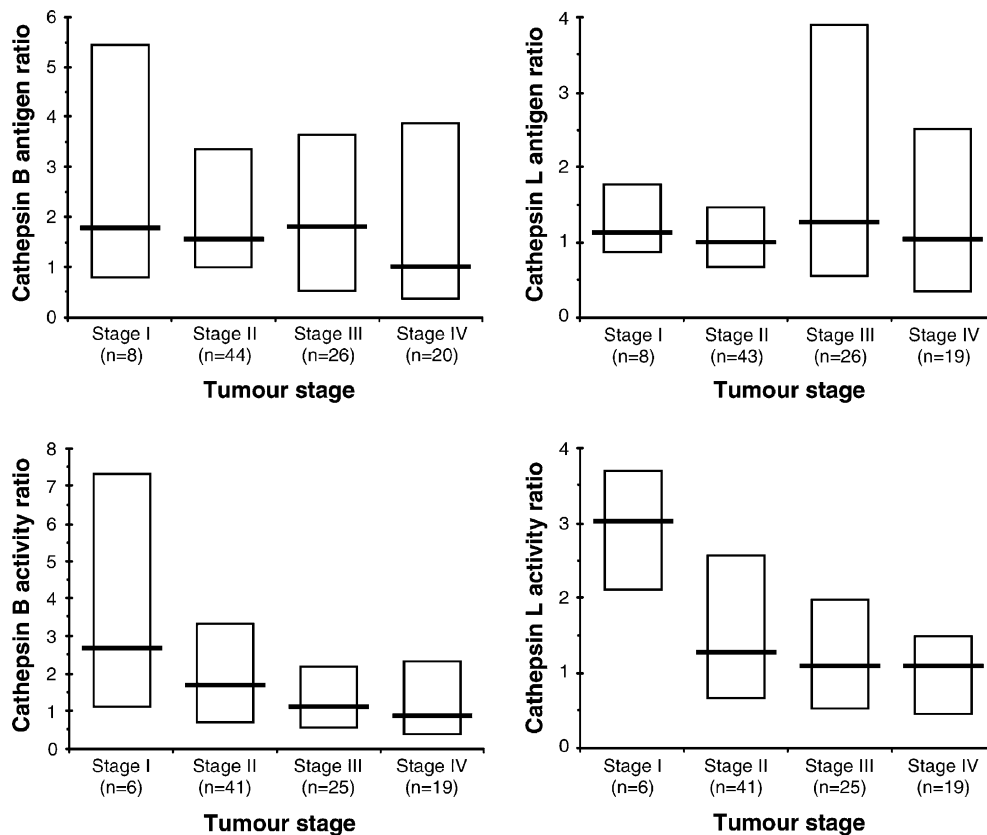 Cathepsin B antigen ratio
6
5
4
3
2
1
0
Stage I Stage II Stage III Stage IV
(n=8) (n=44) (n=26) (n=20)
Tumour stage
Cathepsin L antigen ratio
4
3
2
1
0
Stage I Stage II Stage III Stage IV
(n=8) (n=43) (n=26) (n=19)
Tumour stage
Cathepsin B activity ratio
8
7
6
5
4
3
2
1
0
Stage I Stage II Stage III Stage IV
(n=6) (n=41) (n=25) (n=19)
Tumour stage
Cathepsin L activity ratio
4
3
2
1
0
Stage I Stage II Stage III Stage IV
(n=6) (n=41) (n=25) (n=19)
Tumour stage